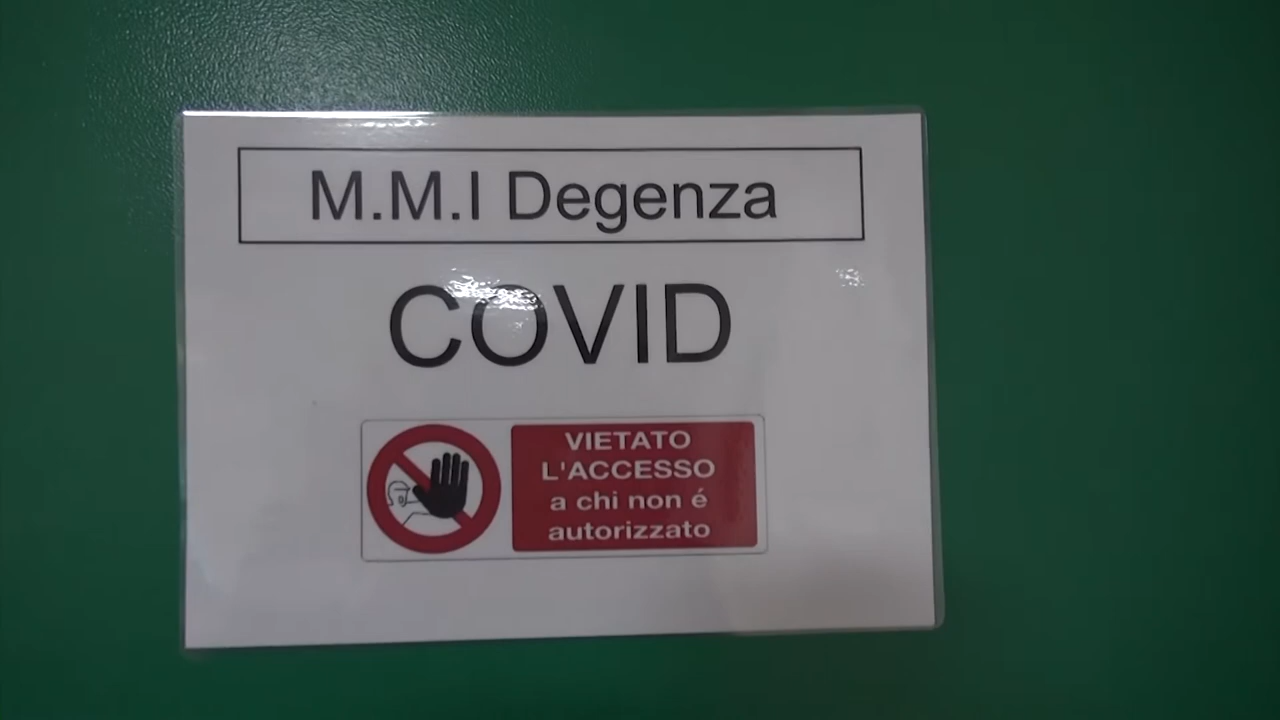 M.M.I Degenza
COVID
VIETATO
L'ACCESSO
a chi non é
autorizzato